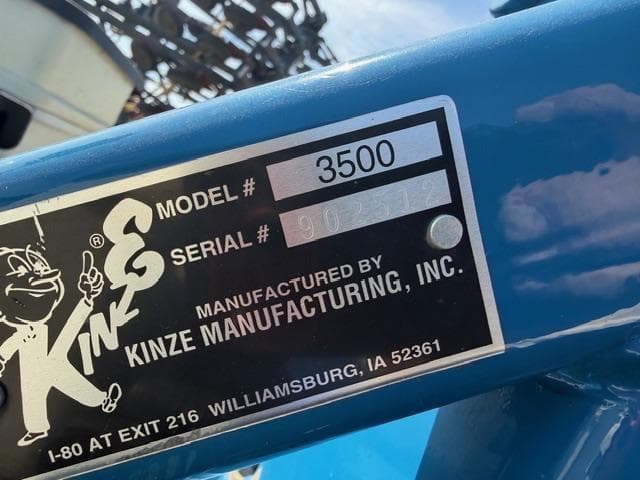 MODEL # 3500
SERIAL # 902512
KINZE ®
MANUFACTURED BY
KINZE MANUFACTURING, INC.
I-80 AT EXIT 216 WILLIAMSBURG, IA 52361